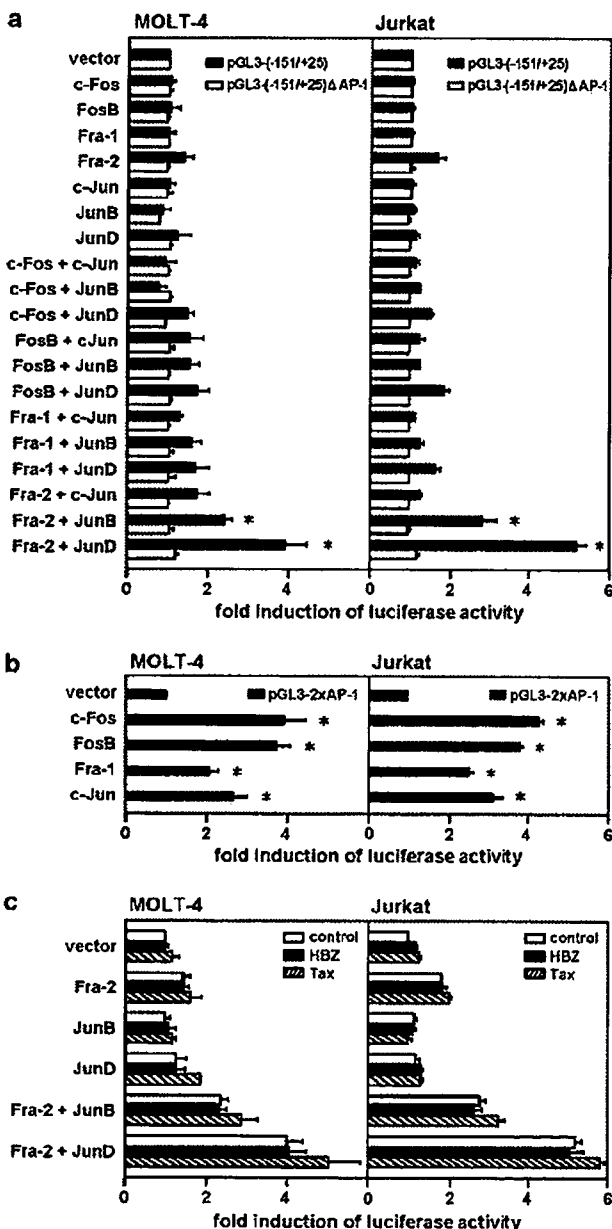 a
MOLT-4
Jurkat
vector
c-Fos
FosB
Fra-1
Fra-2
c-Jun
JunB
JunD
c-Fos + c-Jun
c-Fos + JunB
c-Fos + JunD
FosB + cJun
FosB + JunB
FosB + JunD
Fra-1 + c-Jun
Fra-1 + JunB
Fra-1 + JunD
Fra-2 + c-Jun
Fra-2 + JunB
Fra-2 + JunD
pGL3-(-151/+25)
pGL3-(-151/+25)ΔAP-1
pGL3-(-151/+25)
pGL3-(-151/+25)ΔAP-1
* *
* *
0 2 4 0 2 4 6
fold induction of luciferase activity
b
MOLT-4
Jurkat
vector
c-Fos
FosB
Fra-1
c-Jun
pGL3-2xAP-1
pGL3-2xAP-1
* *
* *
* *
* *
0 2 4 0 2 4 6
fold induction of luciferase activity
c
MOLT-4
Jurkat
vector
Fra-2
JunB
JunD
Fra-2 + JunB
Fra-2 + JunD
control
HBZ
Tax
control
HBZ
Tax
0 2 4 0 2 4 6
fold induction of luciferase activity